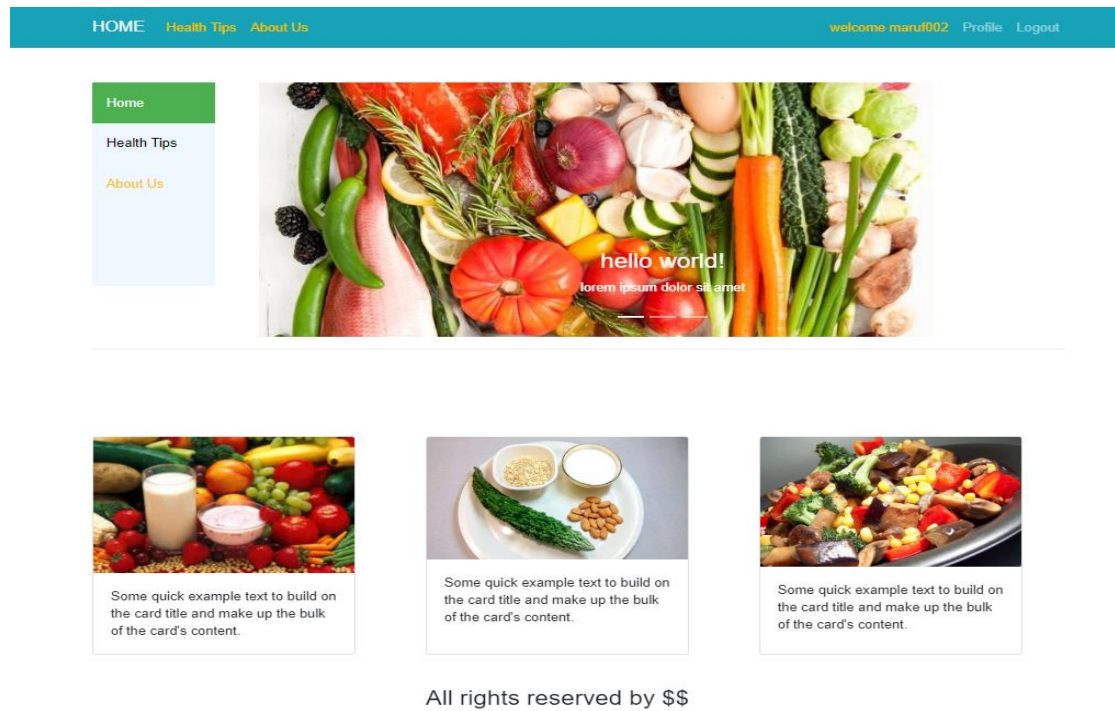 HOME Health Tips About Us welcome maruf002 Profile Logout
Home
Health Tips
About Us
hello world!
lorem ipsum dolor sit amet
Some quick example text to build on
the card title and make up the bulk
of the card's content.
Some quick example text to build on
the card title and make up the bulk
of the card's content.
Some quick example text to build on
the card title and make up the bulk
of the card's content.
All rights reserved by $$